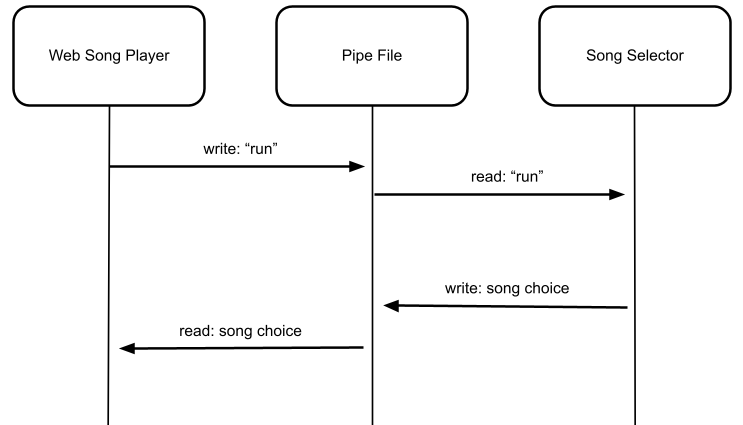 Web Song Player
Pipe File
Song Selector
write: “run”
read: “run”
write: song choice
read: song choice